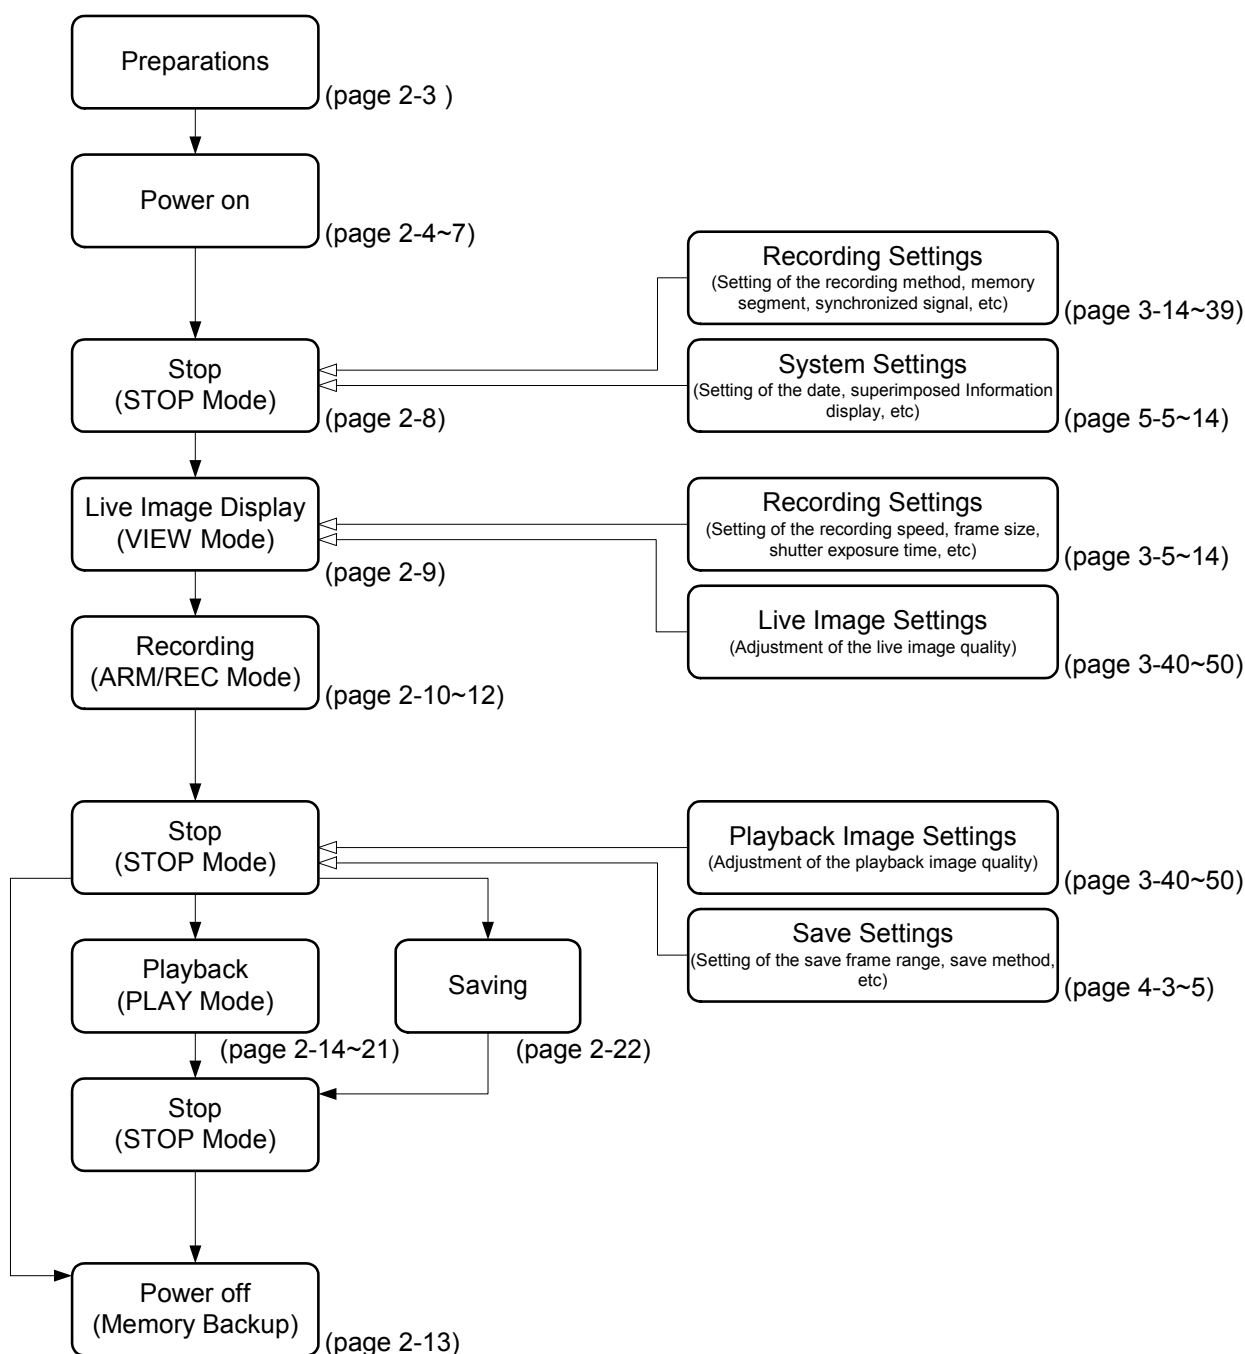 Preparations
(page 2-3 )
Power on
(page 2-4~7)
Recording Settings
(Setting of the recording method, memory
segment, synchronized signal, etc)
(page 3-14~39)
Stop
(STOP Mode)
(page 2-8)
System Settings
(Setting of the date, superimposed Information
display, etc)
(page 5-5~14)
Live Image Display
(VIEW Mode)
(page 2-9)
Recording Settings
(Setting of the recording speed, frame size,
shutter exposure time, etc)
(page 3-5~14)
Live Image Settings
(Adjustment of the live image quality)
(page 3-40~50)
Recording
(ARM/REC Mode)
(page 2-10~12)
Stop
(STOP Mode)
Playback Image Settings
(Adjustment of the playback image quality)
(page 3-40~50)
Save Settings
(Setting of the save frame range, save method,
etc)
(page 4-3~5)
Playback
(PLAY Mode)
(page 2-14~21)
Saving
(page 2-22)
Stop
(STOP Mode)
Power off
(Memory Backup)
(page 2-13)